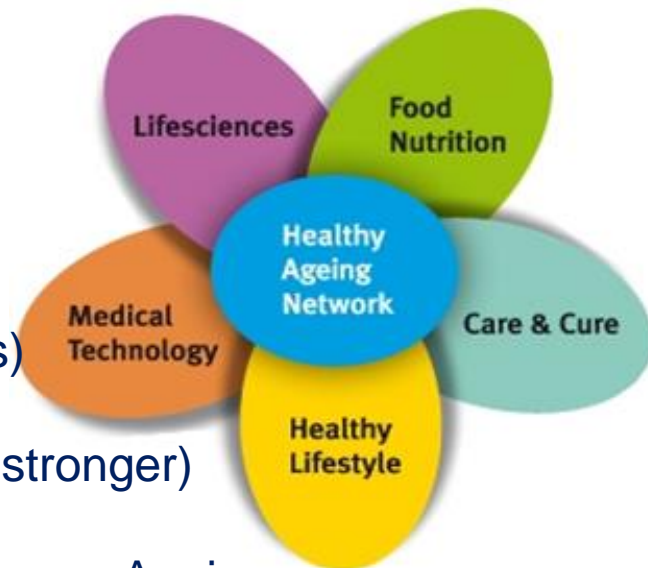 Lifesciences
Food
Nutrition
Healthy
Ageing
Network
Medical
Technology
Care & Cure
s)
Healthy
Lifestyle
stronger)